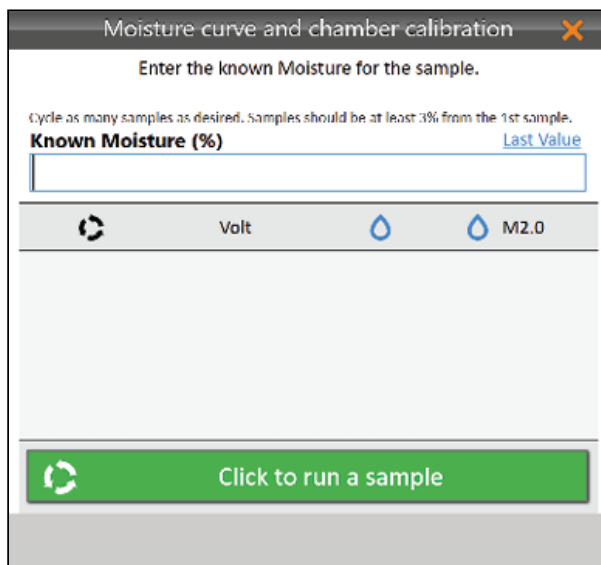 Moisture curve and chamber calibration
Enter the known Moisture for the sample.
Cycle as many samples as desired. Samples should be at least 3% from the 1st sample.
Known Moisture (%) Last Value
Volt M2.0
Click to run a sample